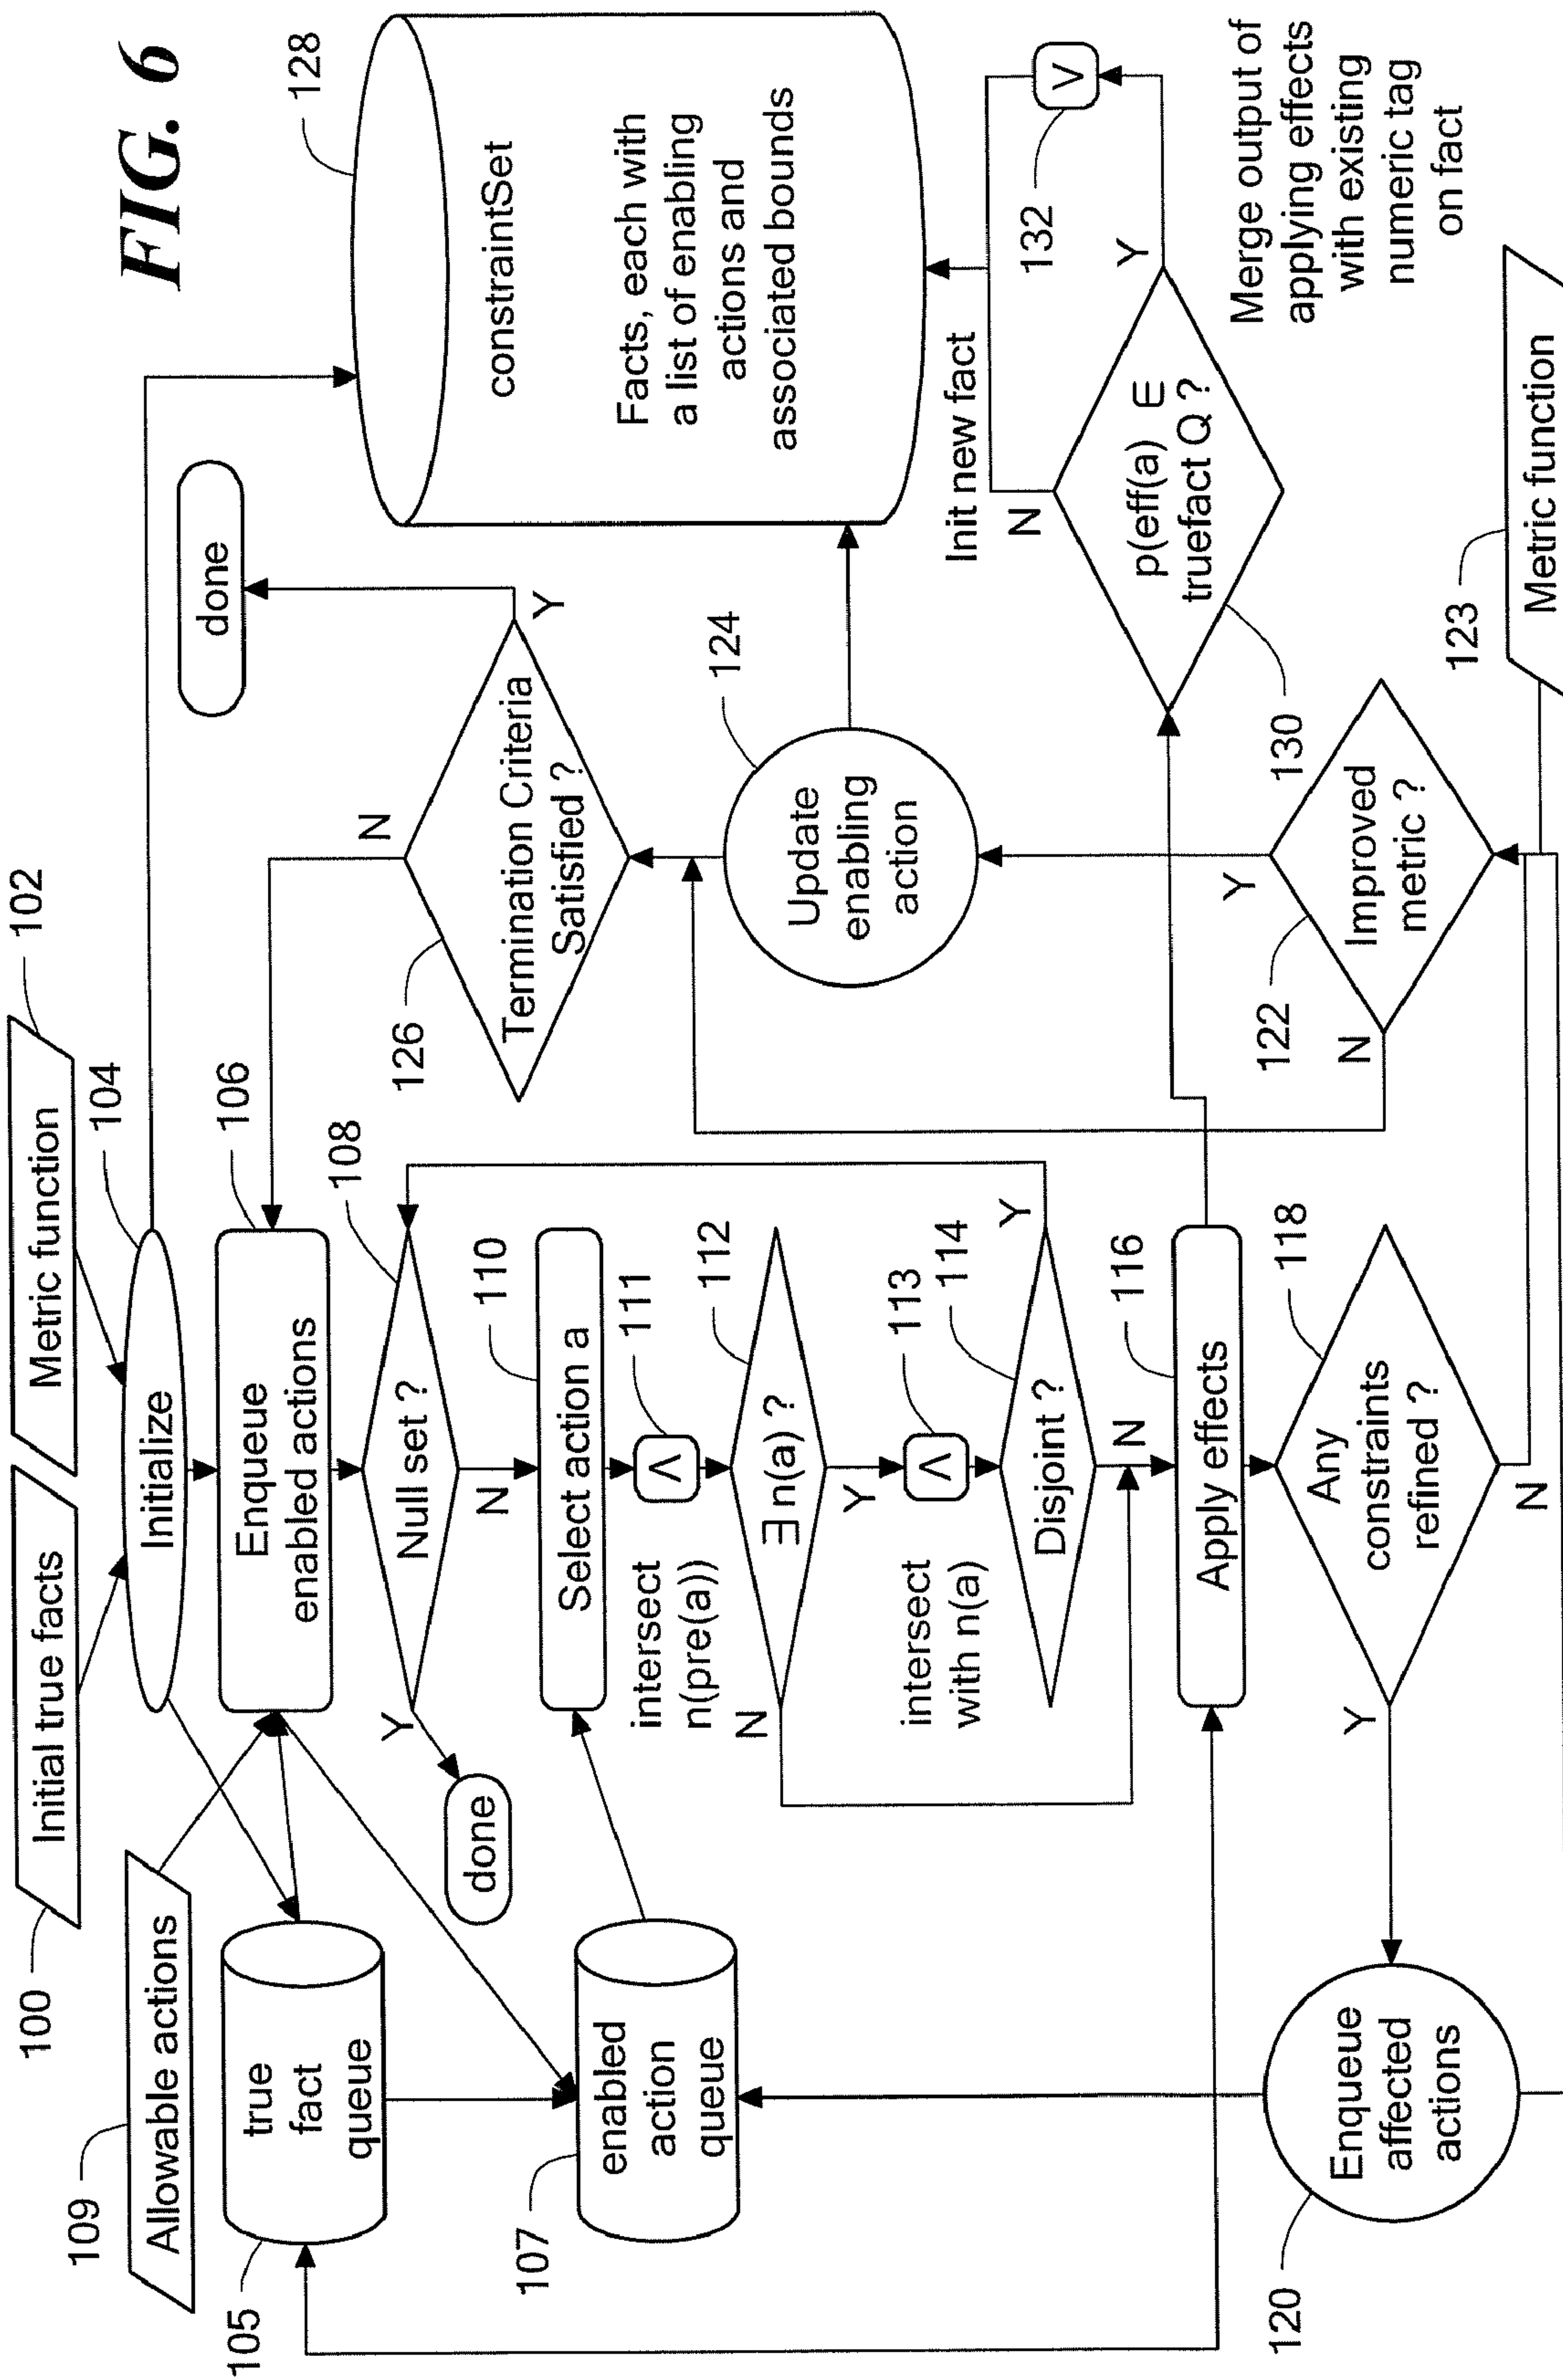 FIG. 6
100
Initial true facts
Metric function
102
109
Allowable actions
Initialize
104
105
true
fact
queue
Enqueue
enabled actions
106
done
128
constraintSet
Facts, each with
a list of enabling
actions and
associated bounds
107
enabled
action
queue
Null set ?
108
Y
N
done
Select action a
110
intersect
n(pre(a))
Λ
111
∃ n(a) ?
112
N
Y
intersect
with n(a)
Λ
113
Disjoint ?
114
Y
N
Apply effects
116
Any
constraints
refined ?
118
Y
N
Enqueue
affected
actions
120
Termination Criteria
Satisfied ?
126
N
Y
Update
enabling
action
124
Improved
metric ?
122
Y
N
Metric function
123
p(eff(a) ∈
truefact Q ?
130
N
Y
Init new fact
V
132
Merge output of
applying effects
with existing
numeric tag
on fact